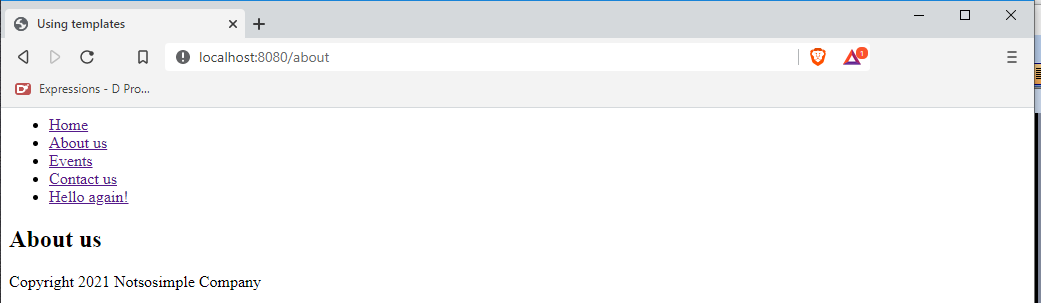 Using templates
localhost:8080/about
1
Expressions - D Pro...
Home
About us
Events
Contact us
Hello again!
About us
Copyright 2021 Notsosimple Company